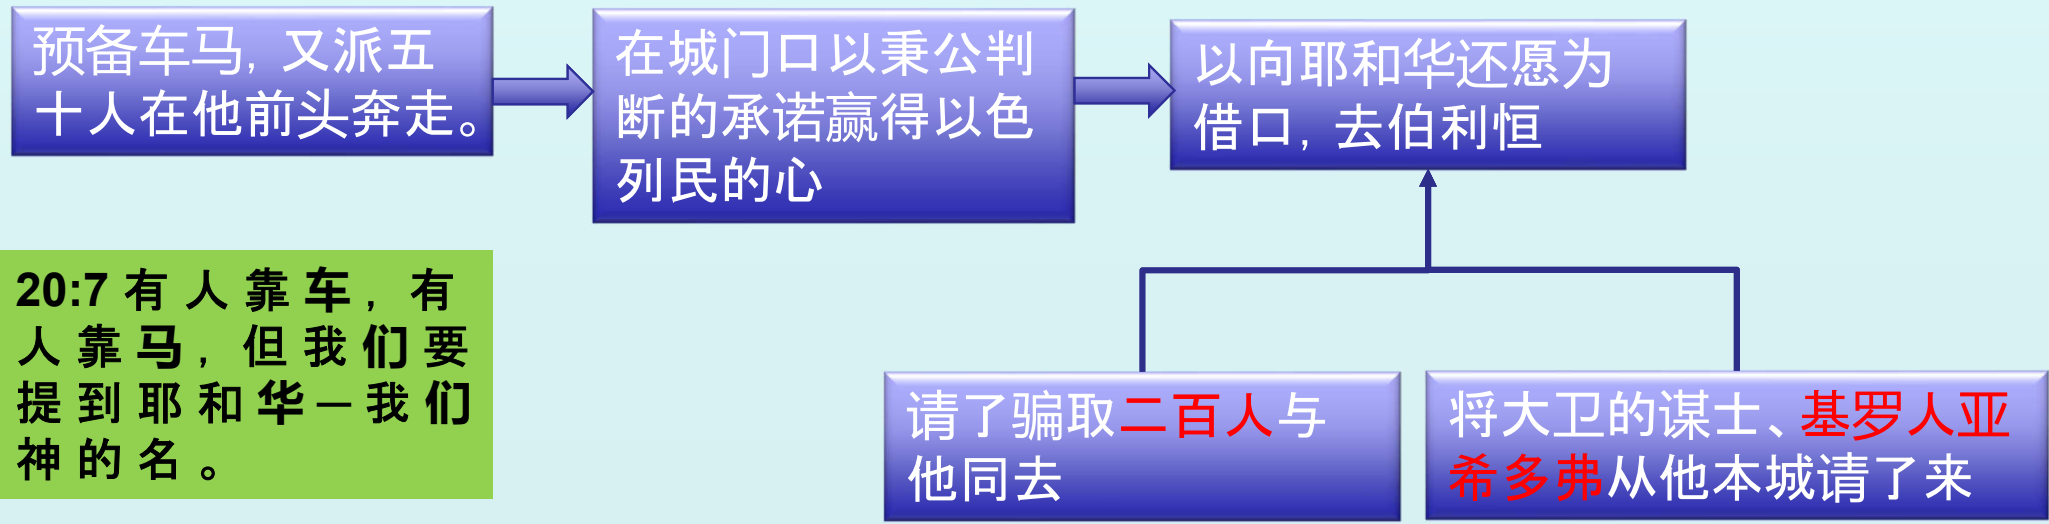 预备车马，又派五
十人在他前头奔走。
在城门口以秉公判
断的承诺赢得以色
列民的心
以向耶和华还愿为
借口，去伯利恒
20:7 有 人 靠 车 ，有
人 靠 马 ，但 我 们 要
提 到 耶 和 华 — 我 们
神 的 名 。
请了骗取二百人与
他同去
将大卫的谋士、基罗人亚
希多弗从他本城请了来